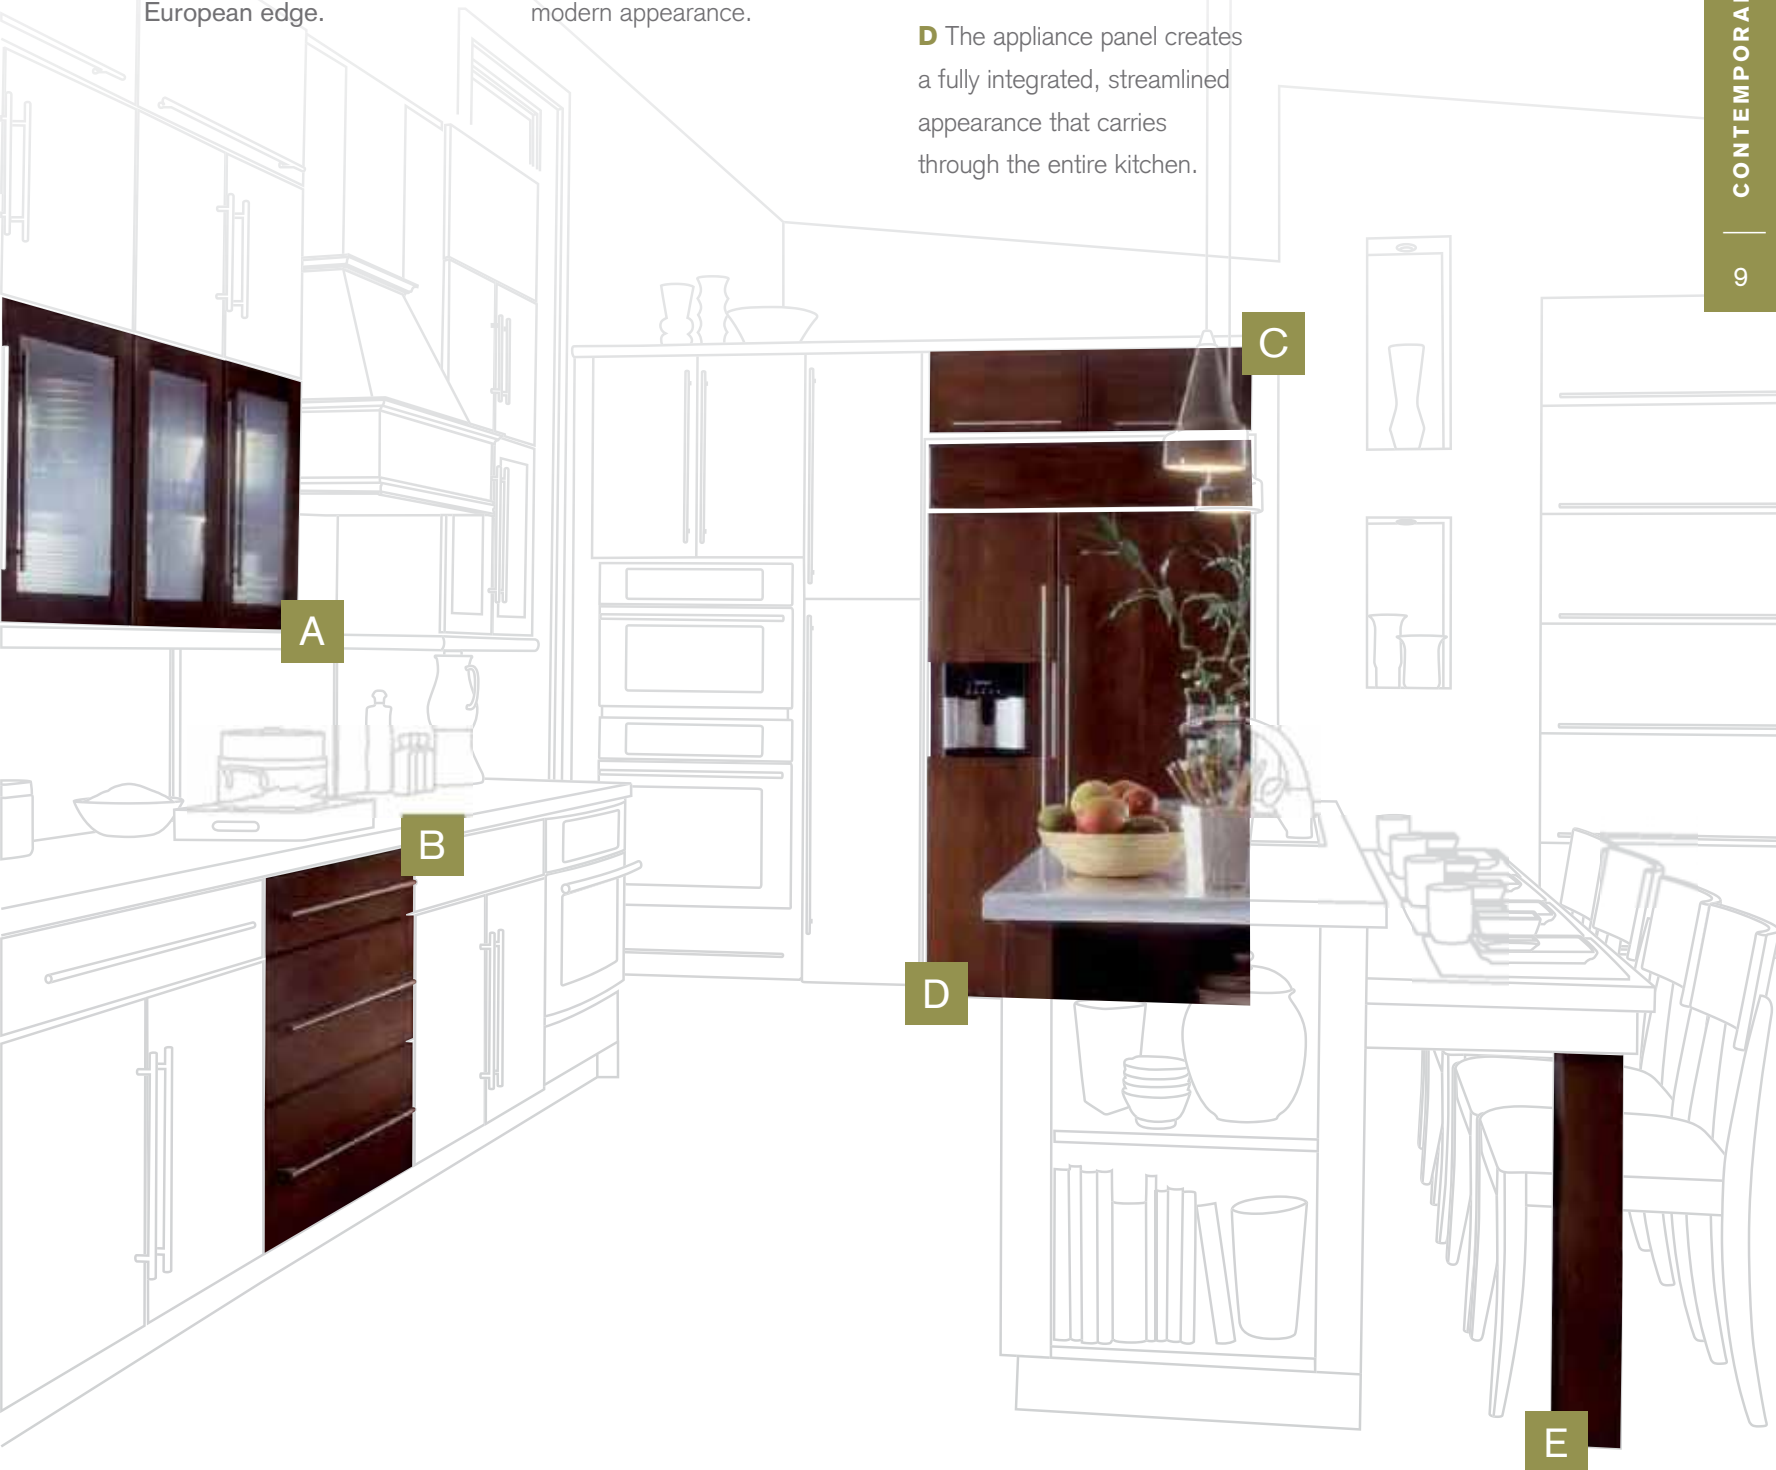 European edge.
modern appearance.
D The appliance panel creates
a fully integrated, streamlined
appearance that carries
through the entire kitchen.
9
C
A
B
D
E